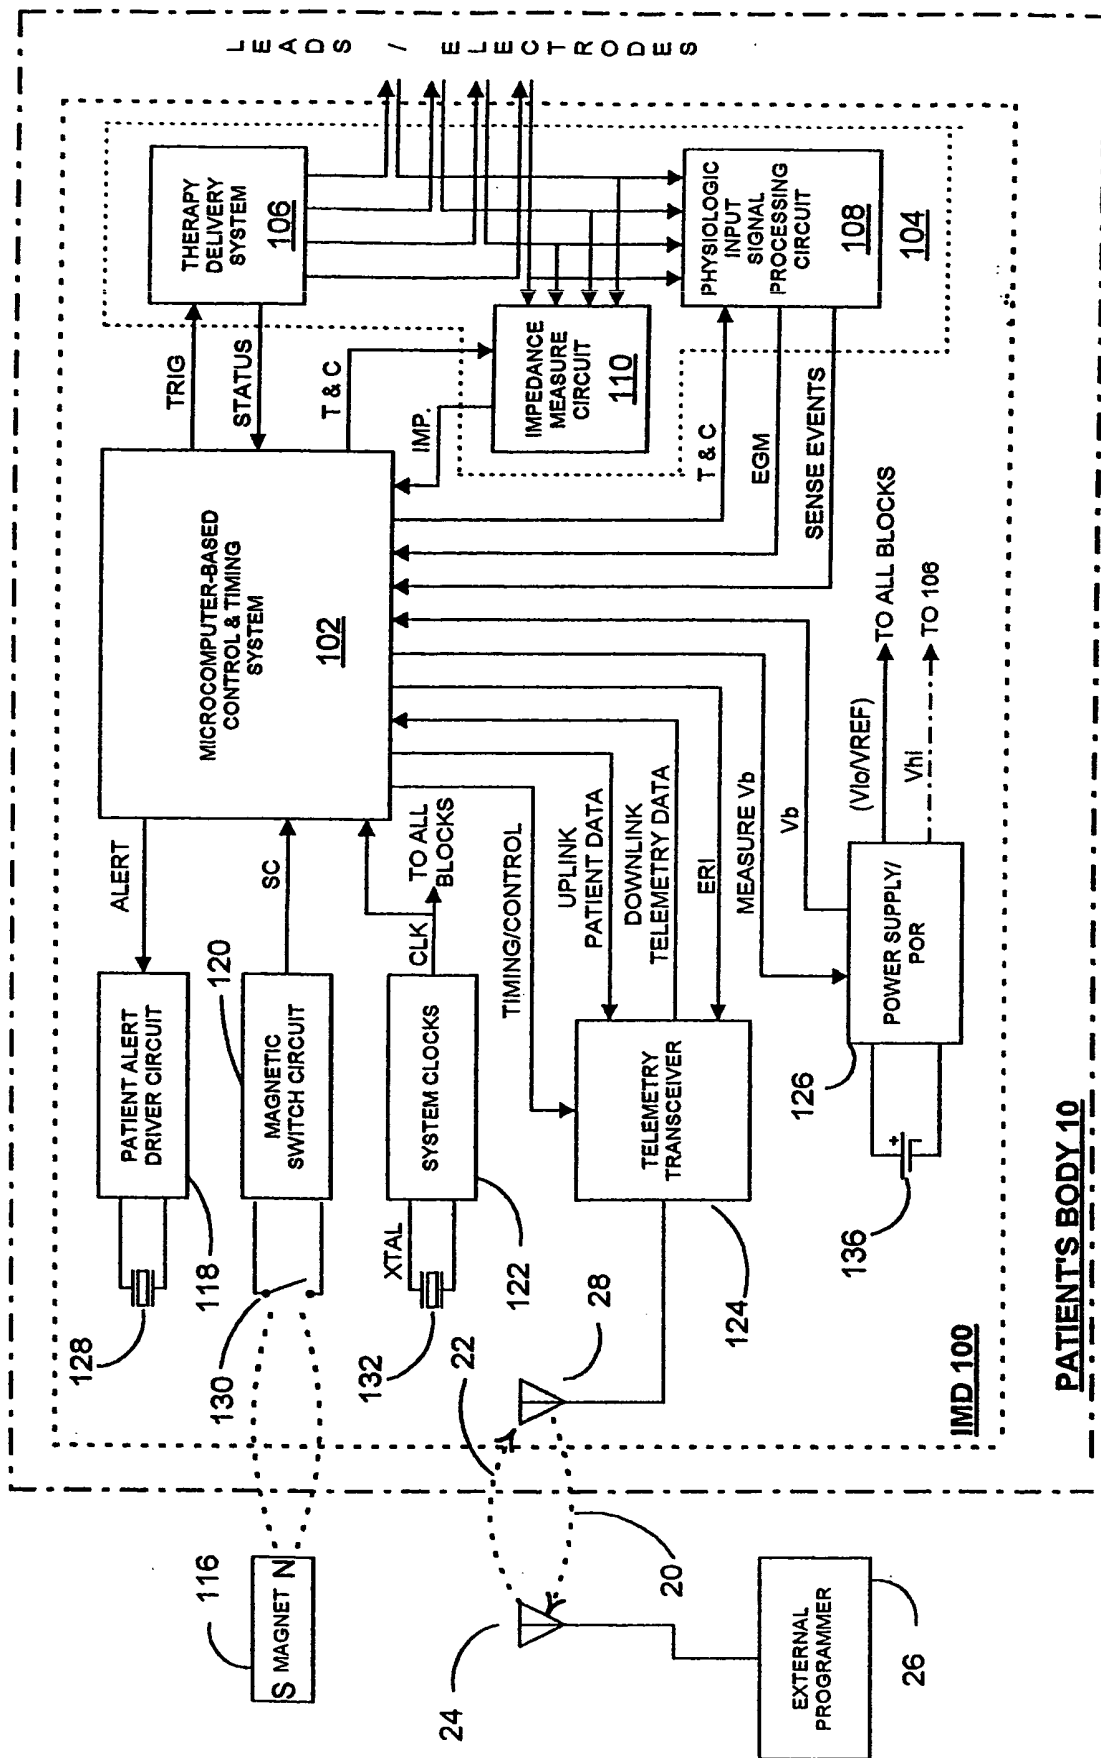 LEADS / ELECTRODES
THERAPY
DELIVERY
SYSTEM
106
PHYSIOLOGIC
INPUT
SIGNAL
PROCESSING
CIRCUIT
108
104
TRIG
STATUS
T & C
IMP.
IMPEDANCE
MEASURE
CIRCUIT
110
T & C
EGM
SENSE EVENTS
MICROCOMPUTER-BASED
CONTROL & TIMING
SYSTEM
102
TO ALL BLOCKS
TO 106
(Vlo/VREF)
Vhi
ALERT
SC
CLK
TO ALL
BLOCKS
TIMING/CONTROL
UPLINK
PATIENT DATA
DOWNLINK
TELEMETRY DATA
ERI
MEASURE Vb
Vb
PATIENT ALERT
DRIVER CIRCUIT
118
128
MAGNETIC
SWITCH CIRCUIT
120
130
SYSTEM CLOCKS
122
XTAL
132
TELEMETRY
TRANSCEIVER
124
28
22
POWER SUPPLY/
POR
126
+
136
IMD 100
PATIENT'S BODY 10
116
S MAGNET N
24
20
EXTERNAL
PROGRAMMER
26